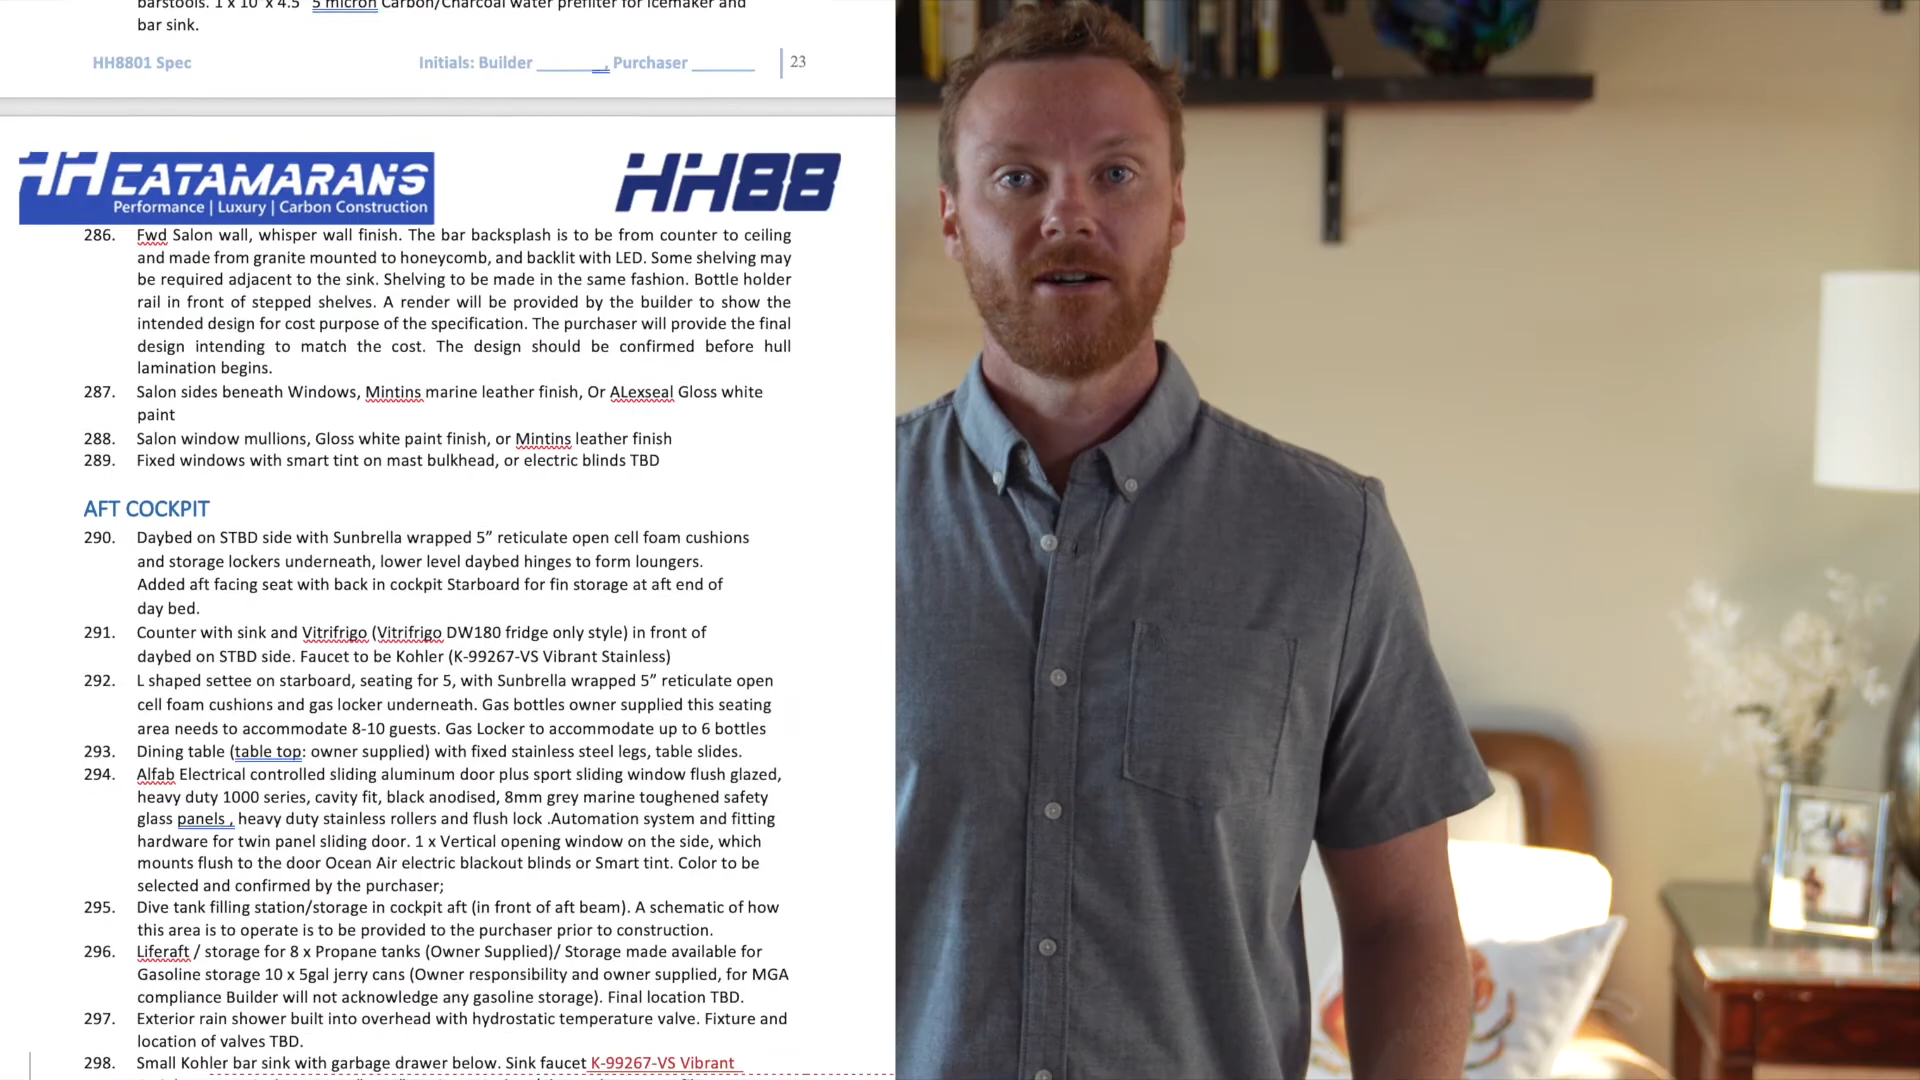 barstools. 1 x 10"x 4.5" 5 micron Carbon/Charcoal water prefilter for icemaker and
bar sink.
HH8801 Spec Initials: Builder _______, Purchaser _______ 23
HH CATAMARANS
Performance | Luxury | Carbon Construction
HH88
286. Fwd Salon wall, whisper wall finish. The bar backsplash is to be from counter to ceiling
and made from granite mounted to honeycomb, and backlit with LED. Some shelving may
be required adjacent to the sink. Shelving to be made in the same fashion. Bottle holder
rail in front of stepped shelves. A render will be provided by the builder to show the
intended design for cost purpose of the specification. The purchaser will provide the final
design intending to match the cost. The design should be confirmed before hull
lamination begins.
287. Salon sides beneath Windows, Mintins marine leather finish, Or ALexseal Gloss white
paint
288. Salon window mullions, Gloss white paint finish, or Mintins leather finish
289. Fixed windows with smart tint on mast bulkhead, or electric blinds TBD
AFT COCKPIT
290. Daybed on STBD side with Sunbrella wrapped 5” reticulate open cell foam cushions
and storage lockers underneath, lower level daybed hinges to form loungers.
Added aft facing seat with back in cockpit Starboard for fin storage at aft end of
day bed.
291. Counter with sink and Vitrifrigo (Vitrifrigo DW180 fridge only style) in front of
daybed on STBD side. Faucet to be Kohler (K-99267-VS Vibrant Stainless)
292. L shaped settee on starboard, seating for 5, with Sunbrella wrapped 5” reticulate open
cell foam cushions and gas locker underneath. Gas bottles owner supplied this seating
area needs to accommodate 8-10 guests. Gas Locker to accommodate up to 6 bottles
293. Dining table (table top: owner supplied) with fixed stainless steel legs, table slides.
294. Alfab Electrical controlled sliding aluminum door plus sport sliding window flush glazed,
heavy duty 1000 series, cavity fit, black anodised, 8mm grey marine toughened safety
glass panels , heavy duty stainless rollers and flush lock .Automation system and fitting
hardware for twin panel sliding door. 1 x Vertical opening window on the side, which
mounts flush to the door Ocean Air electric blackout blinds or Smart tint. Color to be
selected and confirmed by the purchaser;
295. Dive tank filling station/storage in cockpit aft (in front of aft beam). A schematic of how
this area is to operate is to be provided to the purchaser prior to construction.
296. Liferaft / storage for 8 x Propane tanks (Owner Supplied)/ Storage made available for
Gasoline storage 10 x 5gal jerry cans (Owner responsibility and owner supplied, for MGA
compliance Builder will not acknowledge any gasoline storage). Final location TBD.
297. Exterior rain shower built into overhead with hydrostatic temperature valve. Fixture and
location of valves TBD.
298. Small Kohler bar sink with garbage drawer below. Sink faucet K-99267-VS Vibrant